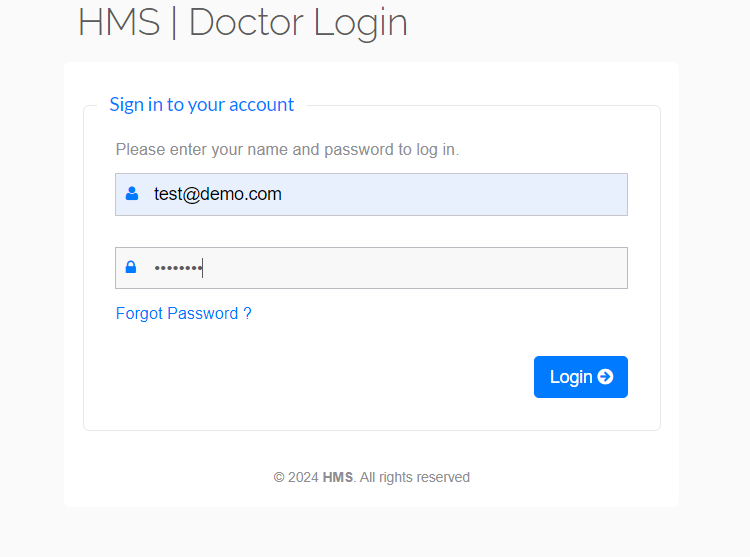 HMS | Doctor Login
Sign in to your account
Please enter your name and password to log in.
test@demo.com
••••••••
Forgot Password ?
Login
© 2024 HMS. All rights reserved